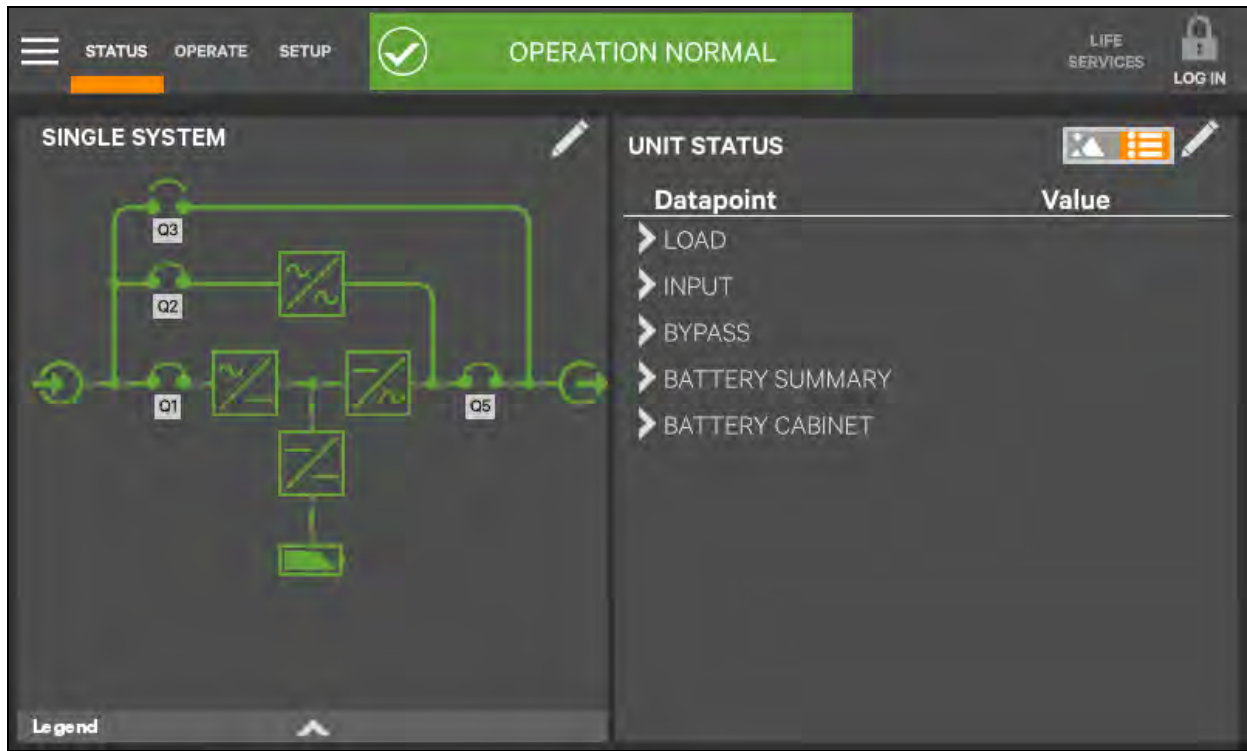 STATUS OPERATE SETUP
OPERATION NORMAL
LIFE
SERVICES
LOG IN
SINGLE SYSTEM
Q3
Q2
Q1
Q5
Legend
UNIT STATUS
Datapoint Value
LOAD
INPUT
BYPASS
BATTERY SUMMARY
BATTERY CABINET